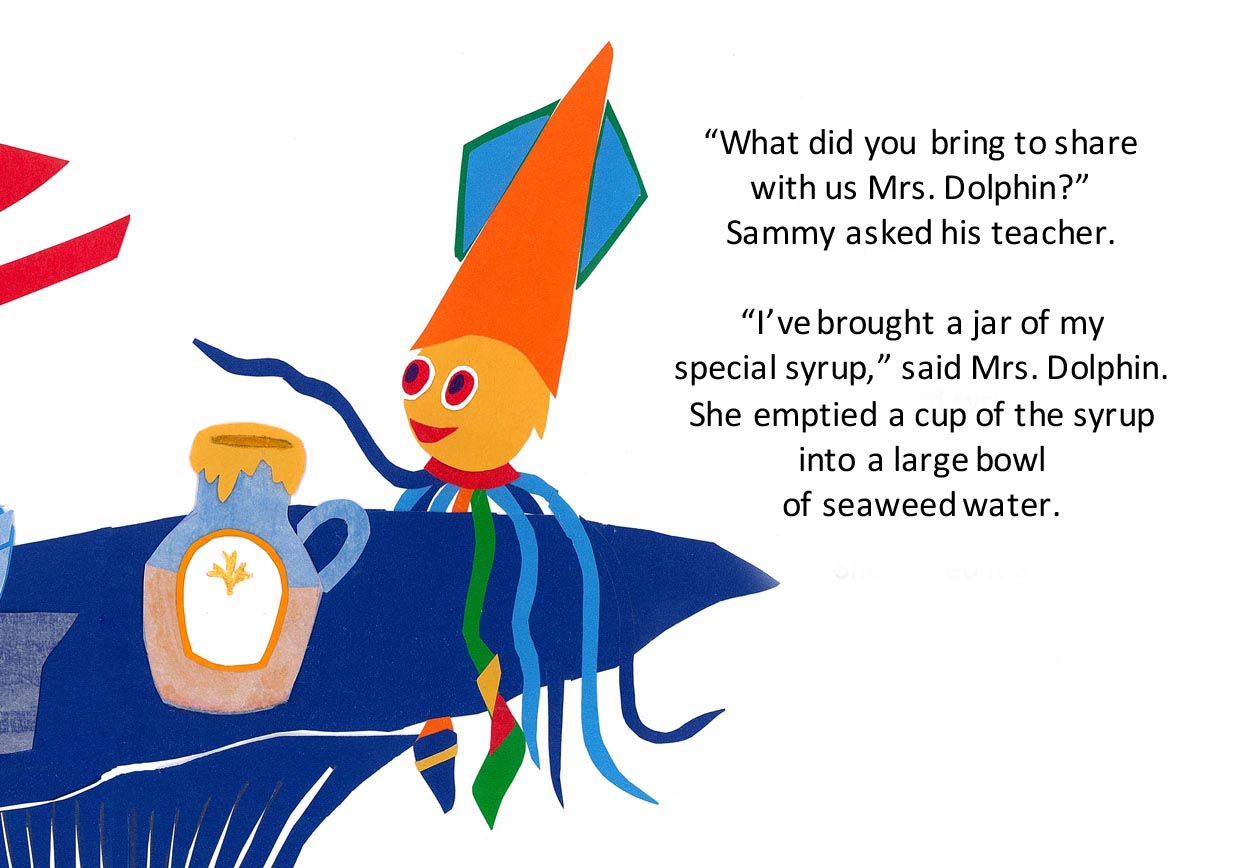 “What did you bring to share
with us Mrs. Dolphin?”
Sammy asked his teacher.
“I’ve brought a jar of my
special syrup,” said Mrs. Dolphin.
She emptied a cup of the syrup
into a large bowl
of seaweed water.